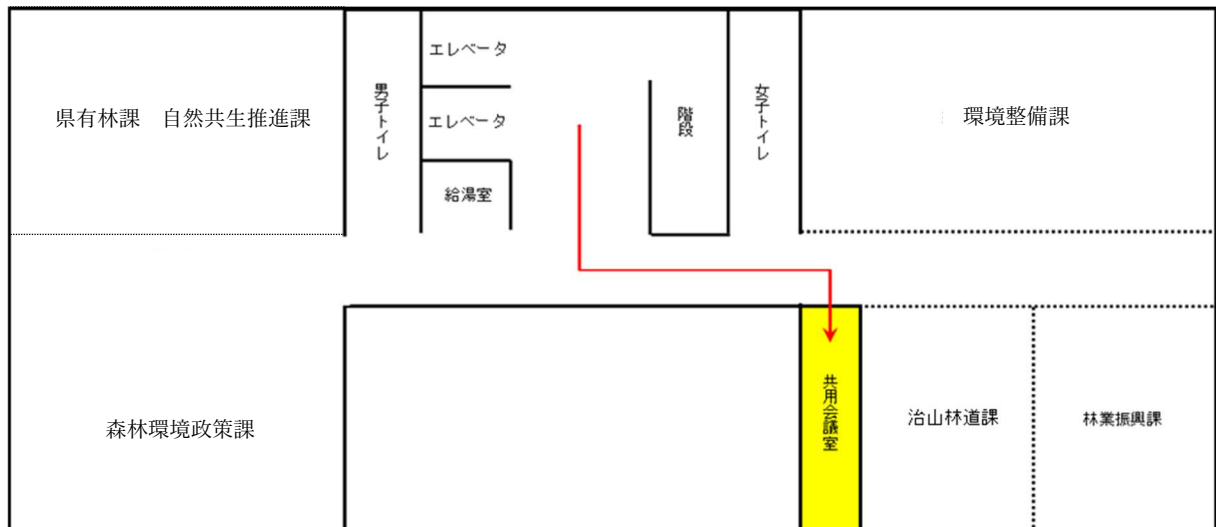 エレベータ
県有林課　自然共生推進課
男子トイレ
エレベータ
階段
女子トイレ
環境整備課
給湯室
森林環境政策課
共用会議室
治山林道課
林業振興課